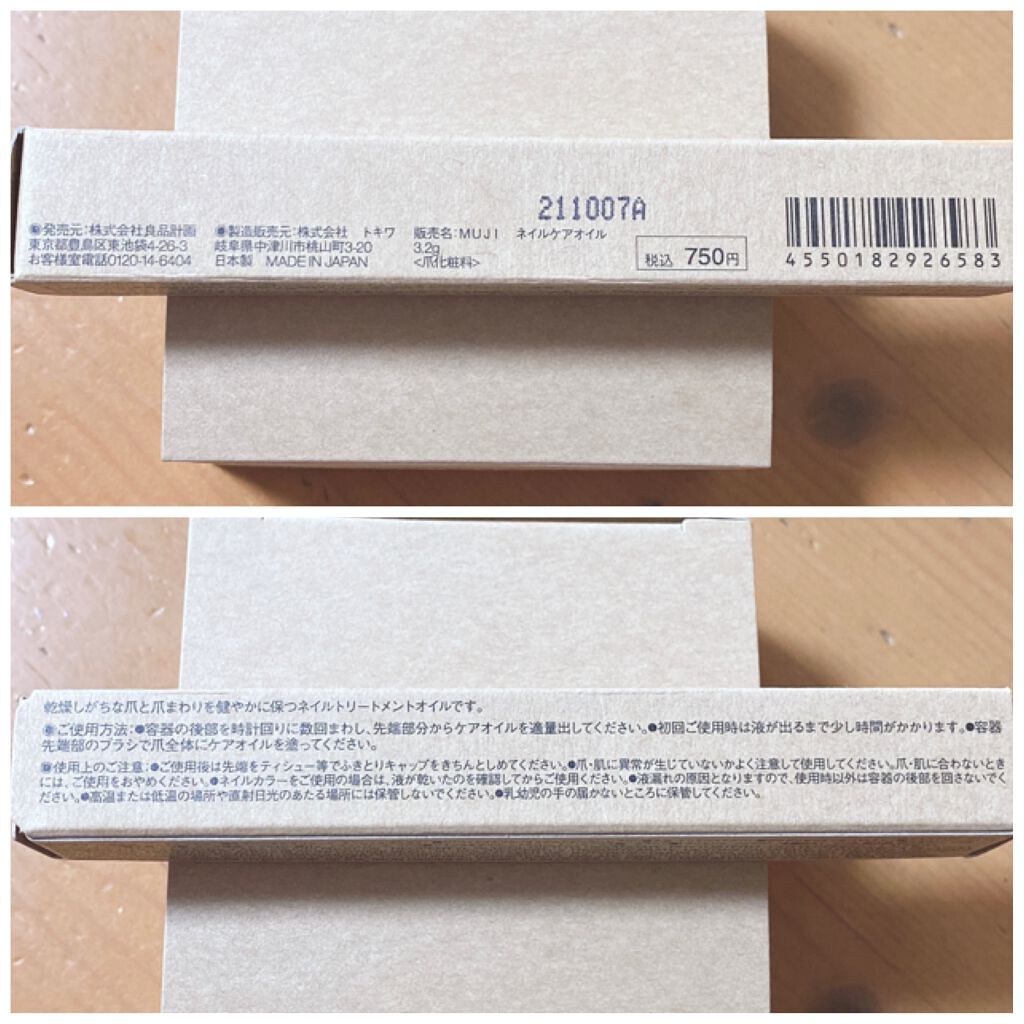 ●発売元:株式会社良品計画
東京都豊島区東池袋4-26-3
お客様室電話0120-14-6404
●製造販売元:株式会社 トキワ
岐阜県中津川市桃山町3-20
日本製 MADE IN JAPAN
販売名:MUJI ネイルケアオイル
3.2g
<爪化粧料>
211007A
税込 750円
4550182926583
乾燥しがちな爪と爪まわりを健やかに保つネイルトリートメントオイルです。
●ご使用方法:●容器の後部を時計回りに数回まわし、先端部分からケアオイルを適量出してください。●初回ご使用時は液が出るまで少し時間がかかります。●容器
先端部のブラシで爪全体にケアオイルを塗ってください。
●使用上のご注意:●ご使用後は先端をティシュー等でふきとりキャップをきちんとしめてください。●爪・肌に異常が生じていないかよく注意して使用してください。爪・肌に合わないとき
には、ご使用をおやめください。●ネイルカラーをご使用の場合は、液が乾いたのを確認してからご使用ください。●液漏れの原因となりますので、使用時以外は容器の後部を回さないでく
ださい。●高温または低温の場所や直射日光のあたる場所には保管しないでください。●乳幼児の手の届かないところに保管してください。